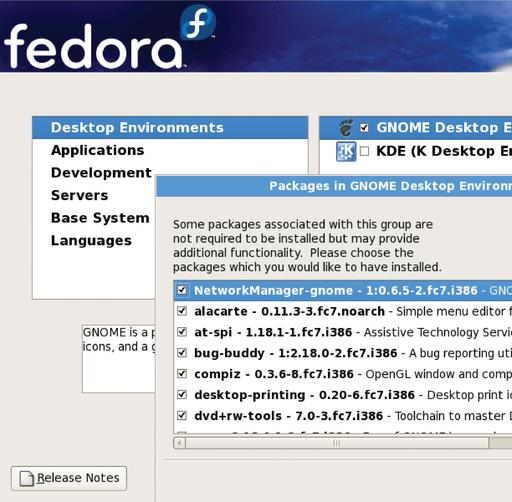 fedora
Desktop Environments
Applications
Development
Servers
Base System
Languages
GNOME Desktop E
KDE (K Desktop En
Packages in GNOME Desktop Environn
Some packages associated with this group are
not required to be installed but may provide
additional functionality. Please choose the
packages which you would like to have installed.
NetworkManager-gnome - 1:0.6.5-2.fc7.i386 - GNO
alacarte - 0.11.3-3.fc7.noarch - Simple menu editor f
at-spi - 1.18.1-1.fc7.i386 - Assistive Technology Servi
bug-buddy - 1:2.18.0-2.fc7.i386 - A bug reporting uti
compiz - 0.3.6-8.fc7.i386 - OpenGL window and comp
desktop-printing - 0.20-6.fc7.i386 - Desktop print ic
dvd+rw-tools - 7.0-3.fc7.i386 - Toolchain to master D
GNOME is a p
icons, and a g
Release Notes